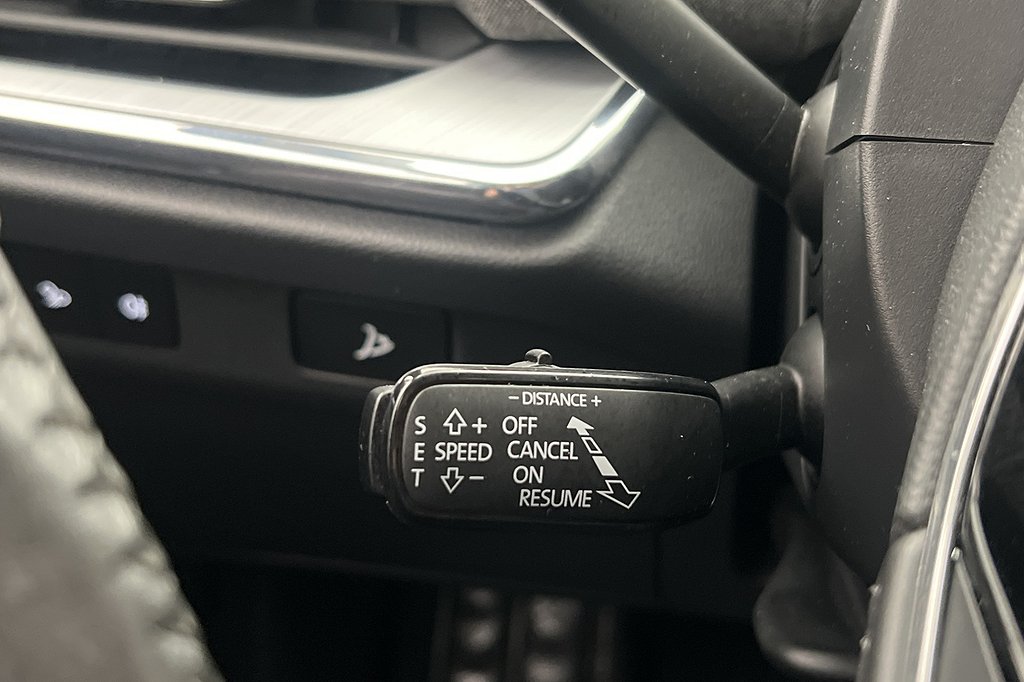 − DISTANCE +
S + OFF
E SPEED CANCEL
T − ON
RESUME